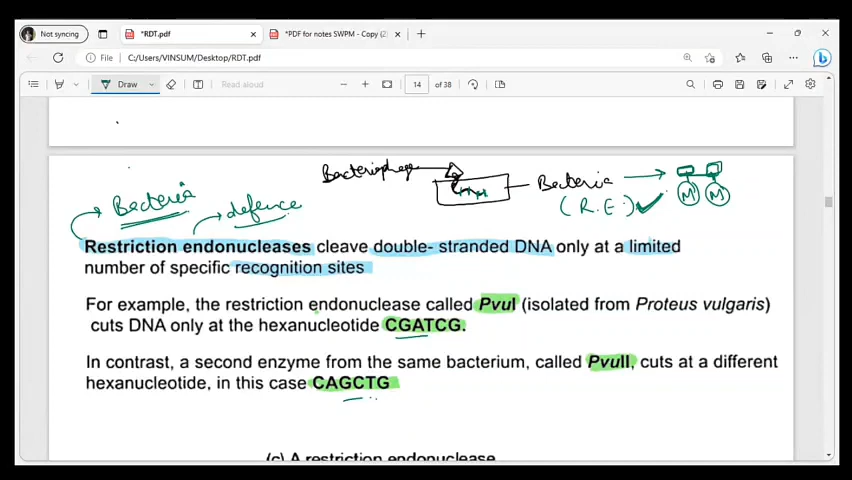 Not syncing
*RDT.pdf
*PDF for notes SWPM - Copy (2
File
C:/Users/VINSUM/Desktop/RDT.pdf
Draw
Read aloud
14
of 38
Bacteriophage
Bacteria
(R.E.)
M
M
Bacteria
defence
Restriction endonucleases cleave double- stranded DNA only at a limited
number of specific recognition sites
For example, the restriction endonuclease called PvuI (isolated from Proteus vulgaris)
cuts DNA only at the hexanucleotide CGATCG.
In contrast, a second enzyme from the same bacterium, called PvuII, cuts at a different
hexanucleotide, in this case CAGCTG
(c) A restriction endonuclease